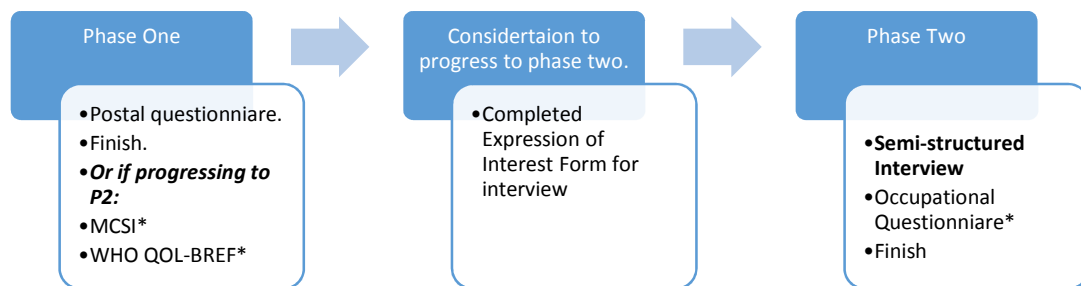 Phase One
•Postal questionniare.
•Finish.
•Or if progressing to
P2:
•MCSI*
•WHO QOL-BREF*
Considertaion to
progress to phase two.
•Completed
Expression of
Interest Form for
interview
Phase Two
•Semi-structured
Interview
•Occupational
Questionniare*
•Finish